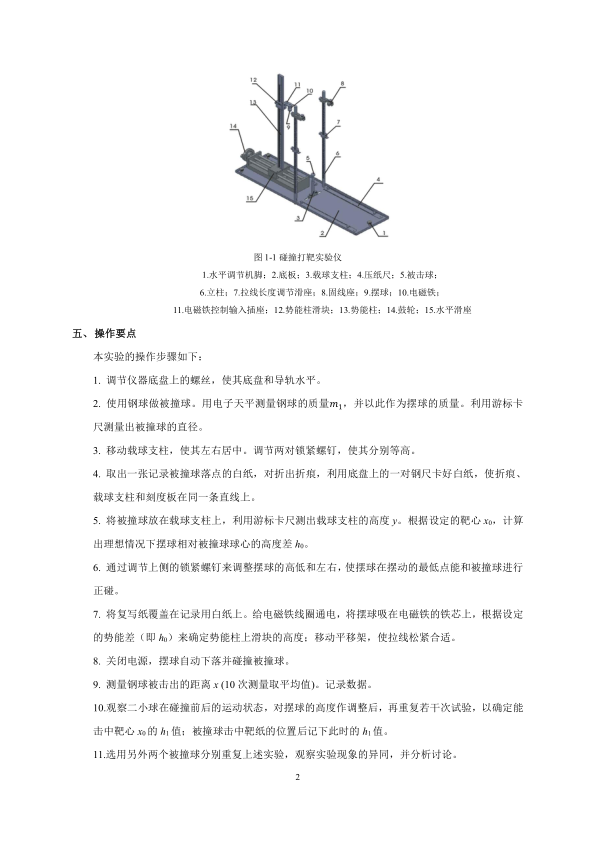 12
11
10
8
13
9
7
14
5
6
4
15
3
2
1
图 1-1 碰撞打靶实验仪
1.水平调节机脚；2.底板；3.载球支柱；4.压纸尺；5.被击球；
6.立柱；7.拉线长度调节滑座；8.固线座；9.摆球；10.电磁铁；
11.电磁铁控制输入插座；12.势能柱滑块；13.势能柱；14.鼓轮；15.水平滑座
五、操作要点
本实验的操作步骤如下：
1. 调节仪器底盘上的螺丝，使其底盘和导轨水平。
2. 使用钢球做被撞球。用电子天平测量钢球的质量m₁，并以此作为摆球的质量。利用游标卡
尺测量出被撞球的直径。
3. 移动载球支柱，使其左右居中。调节两对锁紧螺钉，使其分别等高。
4. 取出一张记录被撞球落点的白纸，对折出折痕，利用底盘上的一对钢尺卡好白纸，使折痕、
载球支柱和刻度板在同一条直线上。
5. 将被撞球放在载球支柱上，利用游标卡尺测出载球支柱的高度 y。根据设定的靶心 x₀，计算
出理想情况下摆球相对被撞球球心的高度差 h₀。
6. 通过调节上侧的锁紧螺钉来调整摆球的高低和左右，使摆球在摆动的最低点能和被撞球进行
正碰。
7. 将复写纸覆盖在记录用白纸上。给电磁铁线圈通电，将摆球吸在电磁铁的铁芯上，根据设定
的势能差（即 h₀）来确定势能柱上滑块的高度；移动平移架，使拉线松紧合适。
8. 关闭电源，摆球自动下落并碰撞被撞球。
9. 测量钢球被击出的距离 x (10 次测量取平均值)。记录数据。
10.观察二小球在碰撞前后的运动状态，对摆球的高度作调整后，再重复若干次试验，以确定能
击中靶心 x₀ 的 h₁ 值；被撞球击中靶纸的位置后记下此时的 h₁ 值。
11.选用另外两个被撞球分别重复上述实验，观察实验现象的异同，并分析讨论。
2